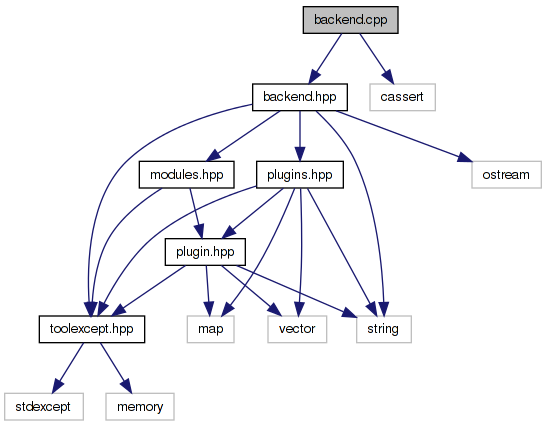 backend.cpp
backend.hpp
cassert
modules.hpp
plugins.hpp
ostream
plugin.hpp
toolexcept.hpp
map
vector
string
stdexcept
memory